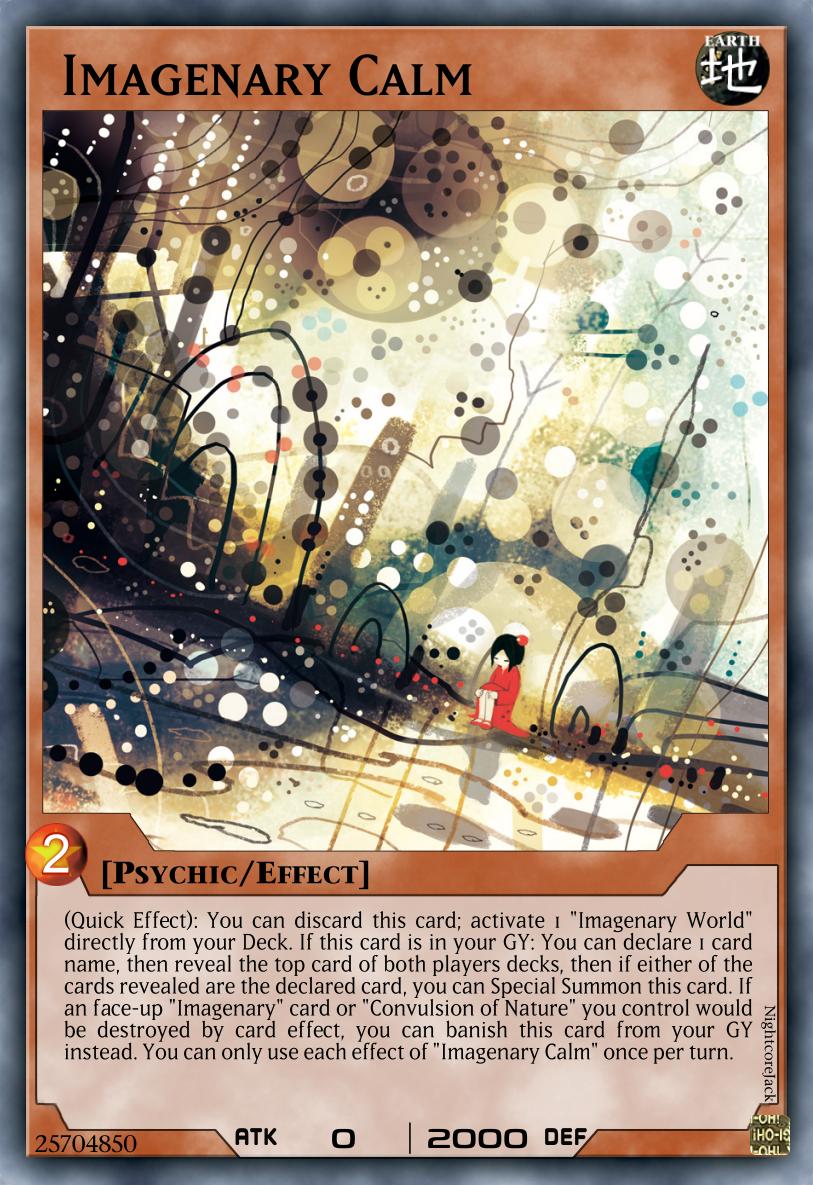 Imagenary Calm
EARTH
地
2
[Psychic/Effect]
(Quick Effect): You can discard this card; activate 1 "Imagenary World"
directly from your Deck. If this card is in your GY: You can declare 1 card
name, then reveal the top card of both players decks, then if either of the
cards revealed are the declared card, you can Special Summon this card. If
an face-up "Imagenary" card or "Convulsion of Nature" you control would
be destroyed by card effect, you can banish this card from your GY
instead. You can only use each effect of "Imagenary Calm" once per turn.
NightcoreJack
25704850
ATK 0 | 2000 DEF